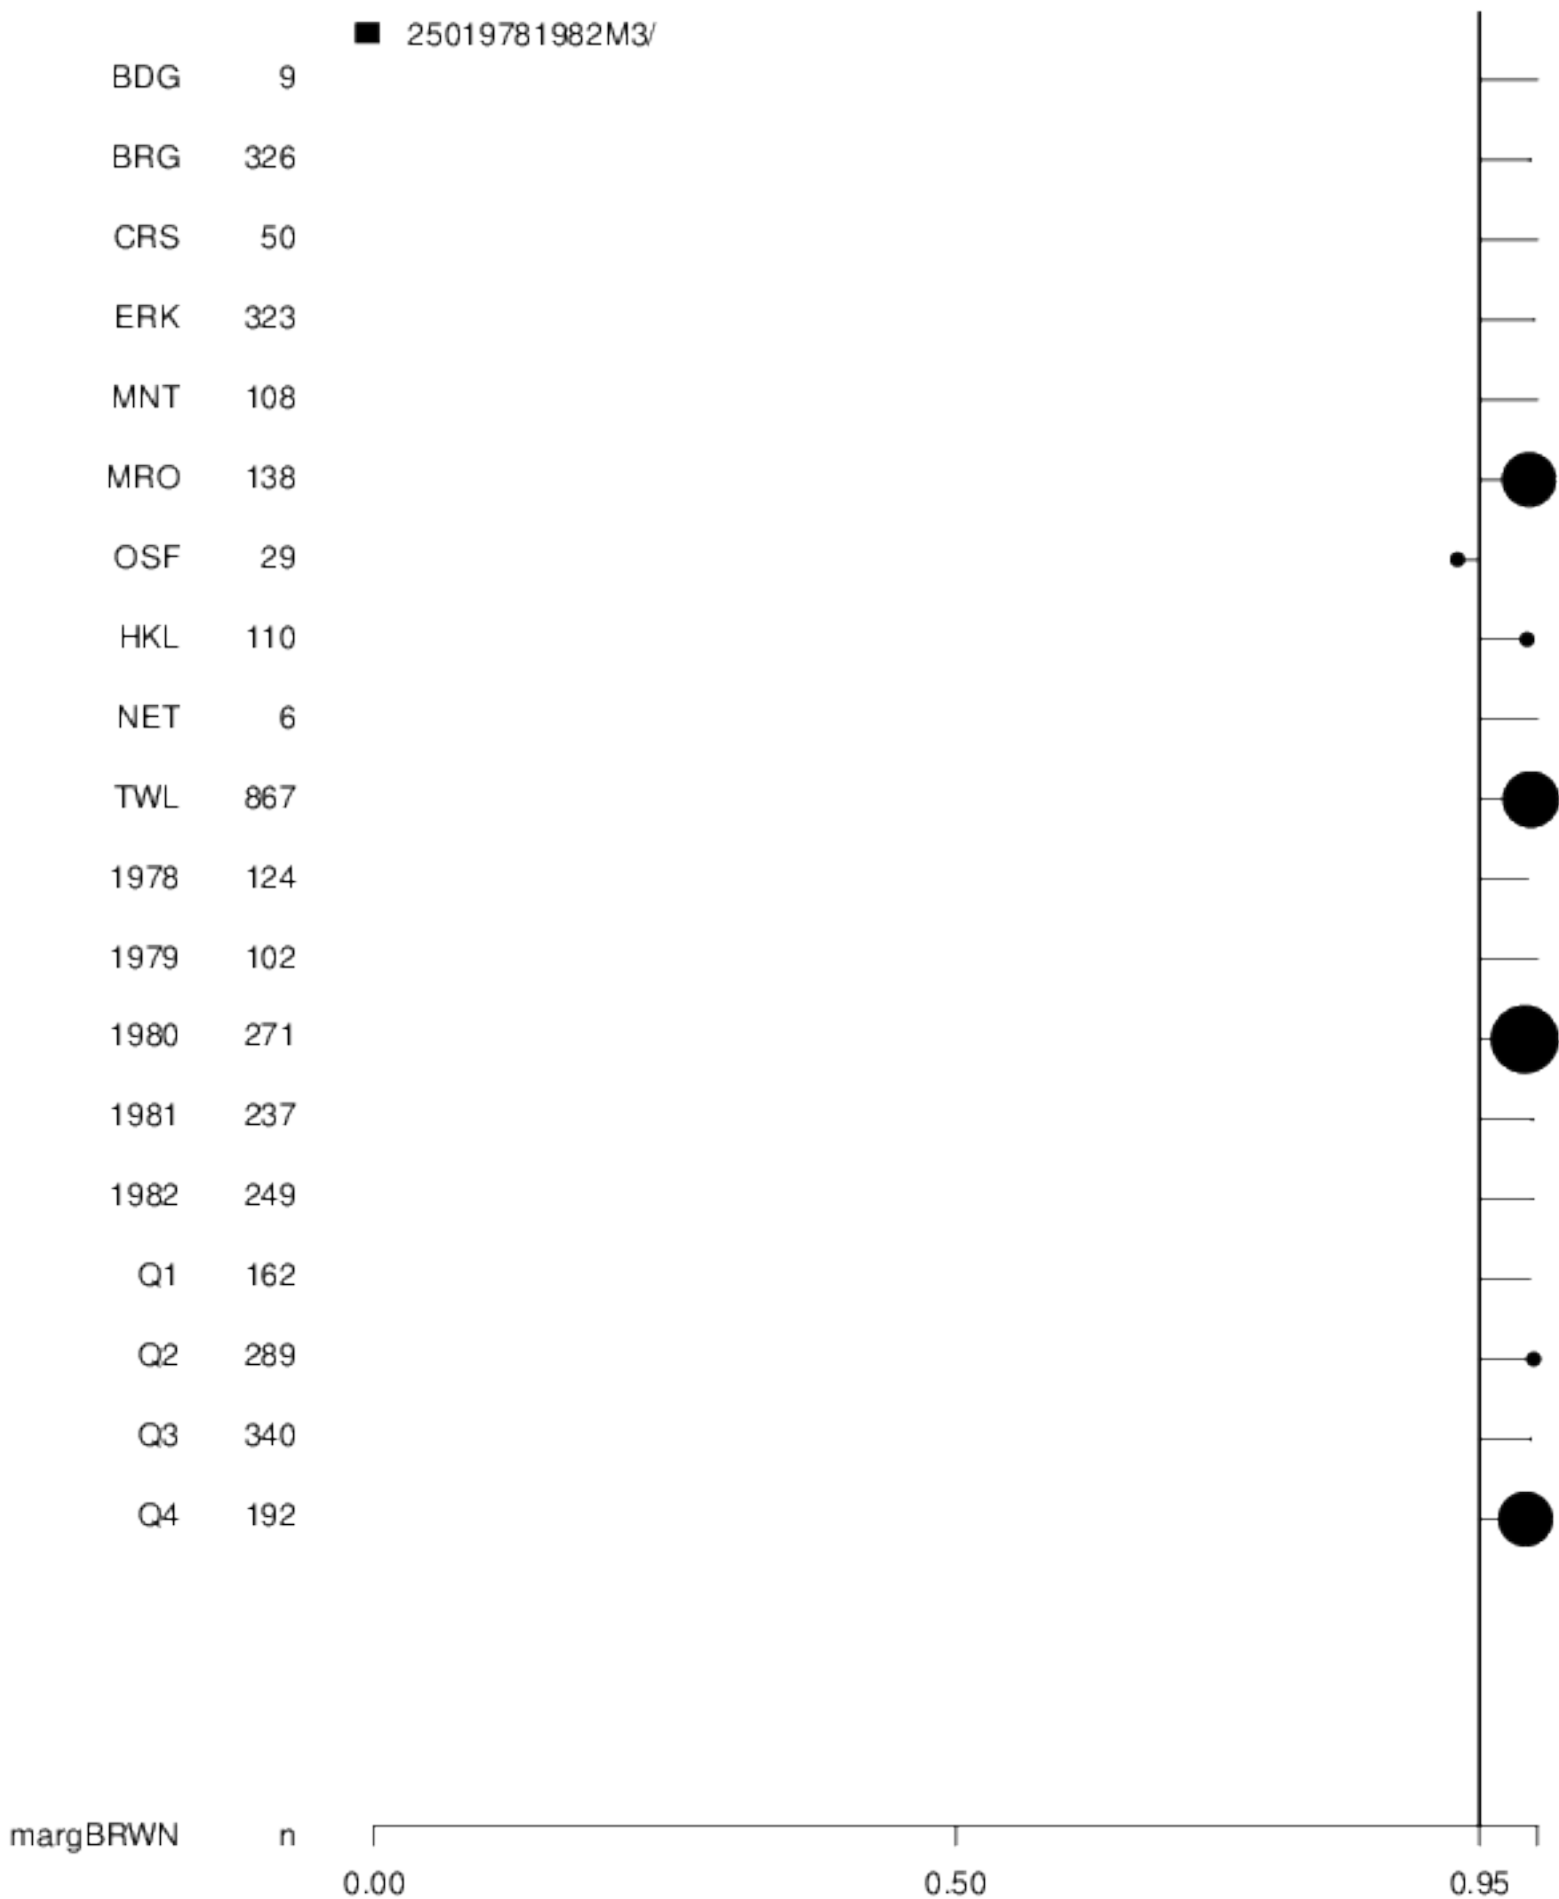 25019781982M3/
BDG 9
BRG 326
CRS 50
ERK 323
MNT 108
MRO 138
OSF 29
HKL 110
NET 6
TWL 867
1978 124
1979 102
1980 271
1981 237
1982 249
Q1 162
Q2 289
Q3 340
Q4 192
margBRWN n
0.00 0.50 0.95